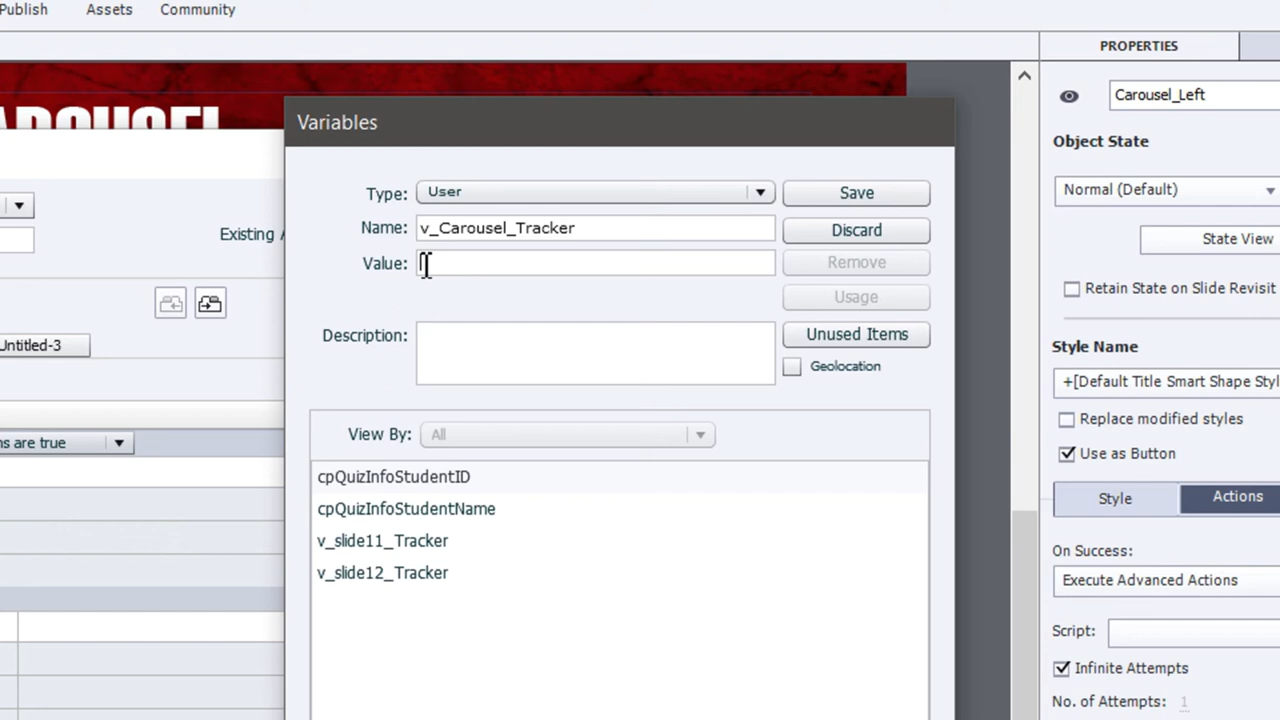 Publish Assets Community
PROPERTIES
CAROUSEL
Variables
Carousel_Left
Object State
Type: User Save
Normal (Default)
Name: v_Carousel_Tracker Discard
Existing A
State View
Value: Remove
Retain State on Slide Revisit
Usage
Description: Unused Items
Untitled-3
Style Name
Geolocation
+[Default Title Smart Shape Styl
Replace modified styles
View By: All
ns are true
Use as Button
cpQuizInfoStudentID
Style Actions
cpQuizInfoStudentName
v_slide11_Tracker
On Success:
v_slide12_Tracker
Execute Advanced Actions
Script:
Infinite Attempts
No. of Attempts: 1